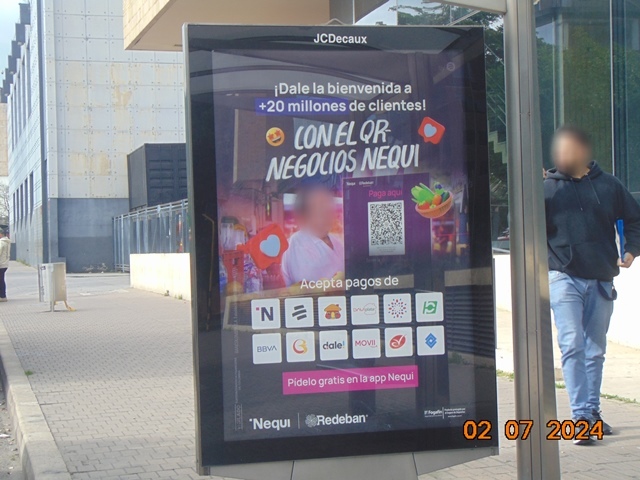 JCDecaux
¡Dale la bienvenida a
+20 millones de clientes!
CON EL QR-
NEGOCIOS NEQUI
Nequi
Paga aquí
Acepta pagos de
N
BBVA
dale!
MOVII
Pídelo gratis en la app Nequi
Nequi
Redeban
02 07 2024